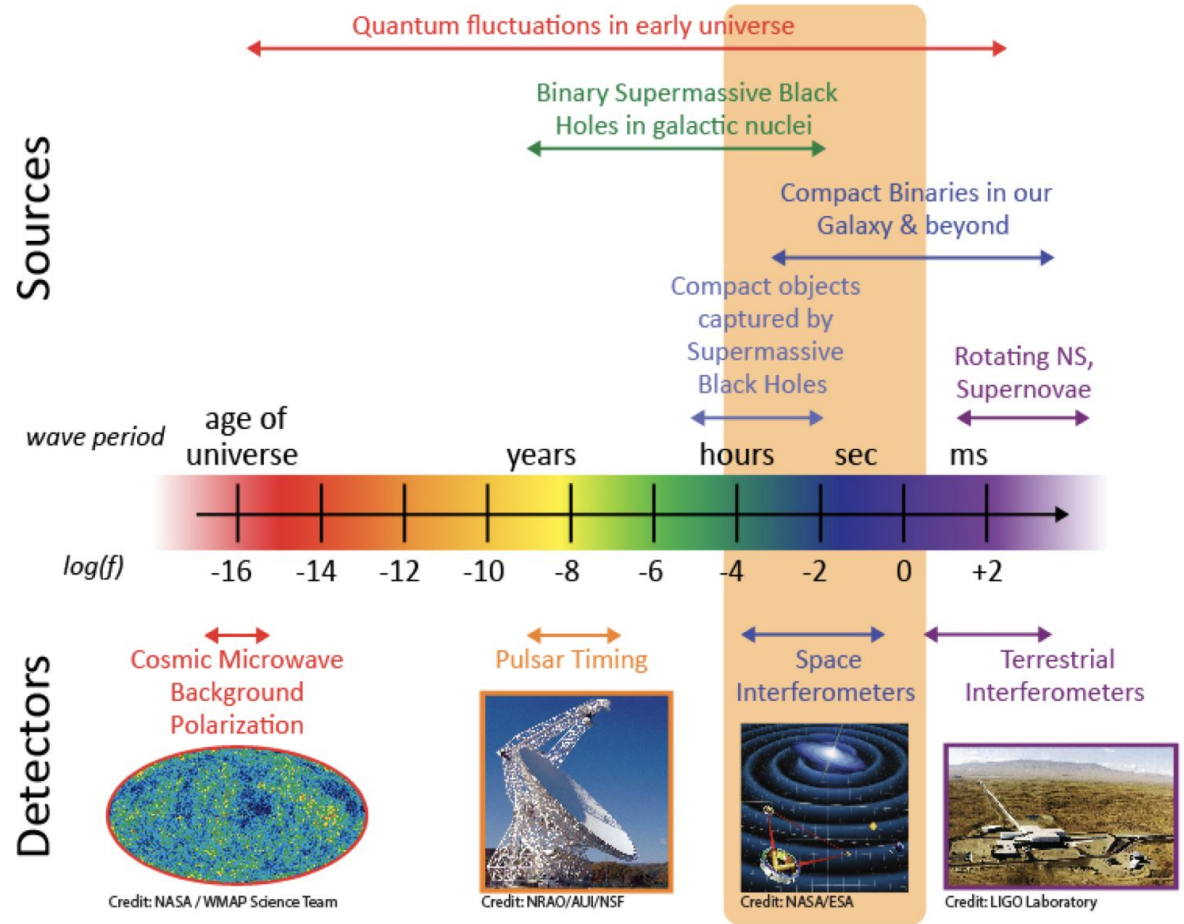 Sources
Quantum fluctuations in early universe
Binary Supermassive Black
Holes in galactic nuclei
Compact Binaries in our
Galaxy & beyond
Compact objects
captured by
Supermassive
Black Holes
Rotating NS,
Supernovae
wave period
age of
universe
years
hours
sec
ms
log(f)
-16 -14 -12 -10 -8 -6 -4 -2 0 +2
Detectors
Cosmic Microwave
Background
Polarization
Credit: NASA / WMAP Science Team
Pulsar Timing
Credit: NRAO/AUI/NSF
Space
Interferometers
Credit: NASA/ESA
Terrestrial
Interferometers
Credit: LIGO Laboratory